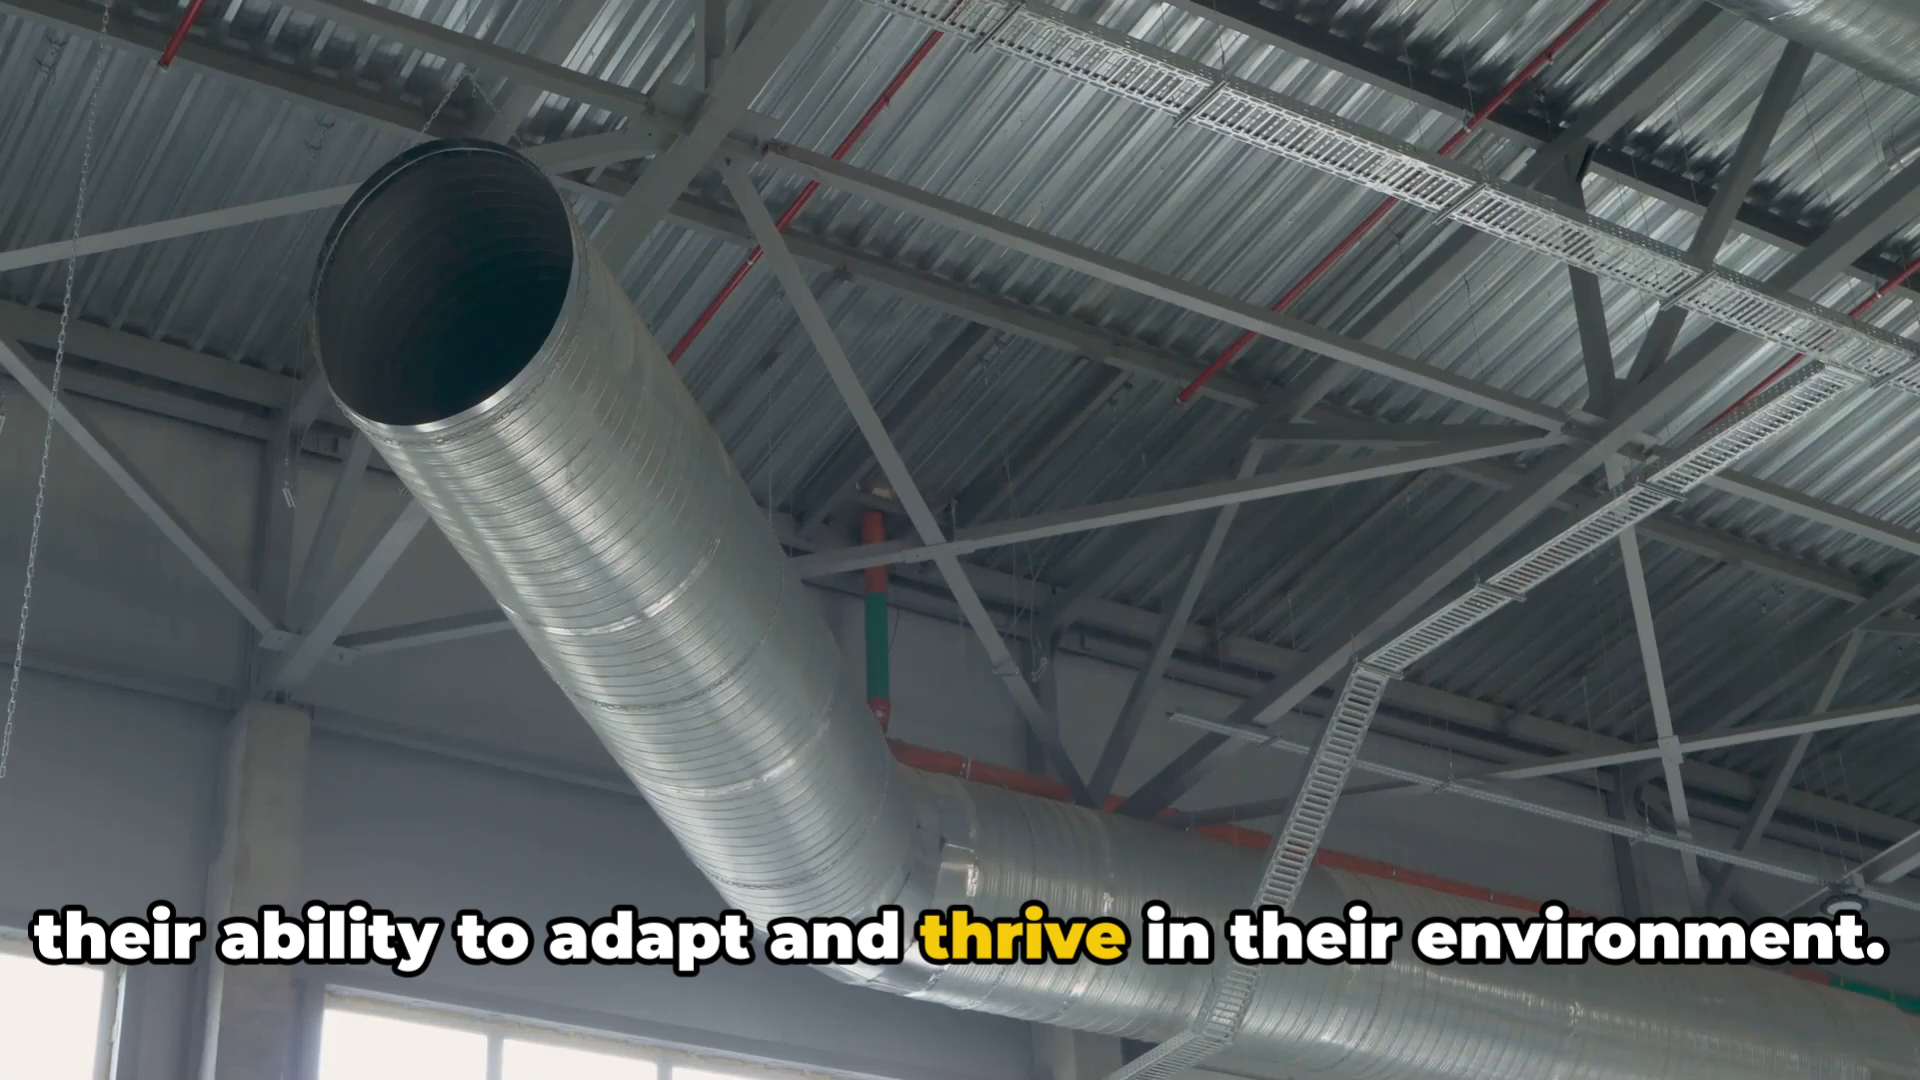 their ability to adapt and thrive in their environment.